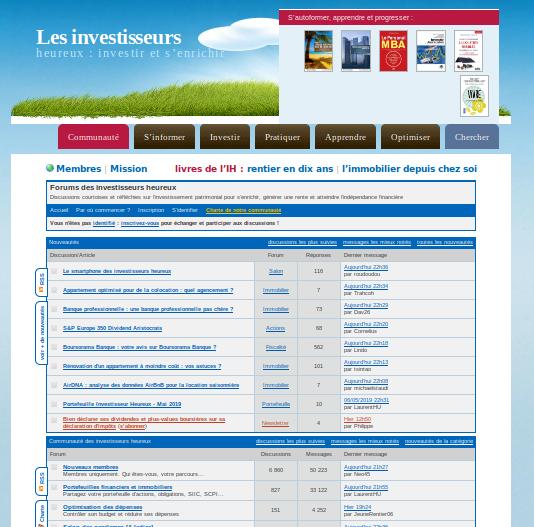 S'autoformer, apprendre et progresser :
Les investisseurs
heureux : investir et s'enrichir
Personal
MBA
VIVRE
Communauté
S'informer
Investir
Pratiquer
Apprendre
Optimiser
Chercher
Membres | Mission
livres de l'IH : rentier en dix ans | l'immobilier depuis chez soi
Forums des investisseurs heureux
Discussions courtoises et réfléchies sur l'investissement patrimonial pour s'enrichir, générer une rente et atteindre l'indépendance financière
Accueil Par où commencer ? Inscription S'identifier Charte de notre communauté
Vous n'êtes pas identifié : inscrivez-vous pour échanger et participer aux discussions !
Nouveautés discussions les plus suivies messages les mieux notés toutes les nouveautés
Discussion/Article Forum Réponses Dernier message
RSS
voir + de nouveautés
Le smartphone des investisseurs heureux Salon 116 Aujourd'hui 22h36
par roudoudou
Appartement optimisé pour de la colocation : quel agencement ? Immobilier 7 Aujourd'hui 22h34
par Trahcoh
Banque professionnelle : une banque professionnelle pas chère ? Immobilier 73 Aujourd'hui 22h29
par Dav26
S&P Europe 350 Dividend Aristocrats Actions 68 Aujourd'hui 22h20
par Cornelius
Boursorama Banque : votre avis sur Boursorama Banque ? Fiscalité 562 Aujourd'hui 22h18
par Lindo
Rénovation d'un appartement à moindre coût : vos astuces ? Immobilier 101 Aujourd'hui 22h13
par tsintao
AirDNA : analyse des données AirBnB pour la location saisonnière Immobilier 7 Aujourd'hui 22h08
par michaelstaudi
Portefeuille Investisseur Heureux - Mai 2019 Portefeuille 10 06/05/2019 22h31
par LaurentHU
Bien déclarer ses dividendes et plus-values boursières sur sa
déclaration d'impôts (s'abonner) Newsletter 4 Hier 12h50
par Philippe
Communauté des investisseurs heureux discussions les plus suivies messages les mieux notés nouveautés de la catégorie
Forum Discussions Messages Dernier message
RSS
Charte
Nouveaux membres 6 860 50 223 Aujourd'hui 21h27
Membres uniquement. Qui êtes-vous, votre parcours… par Neo45
Portefeuilles financiers et immobiliers 827 33 122 Aujourd'hui 21h55
Partagez votre portefeuille d'actions, obligations, SIIC, SCPI… par LaurentHU
Optimisation des dépenses 151 4 252 Hier 19h24
Contrôler son budget et réduire ses dépenses par JeuneRentier06